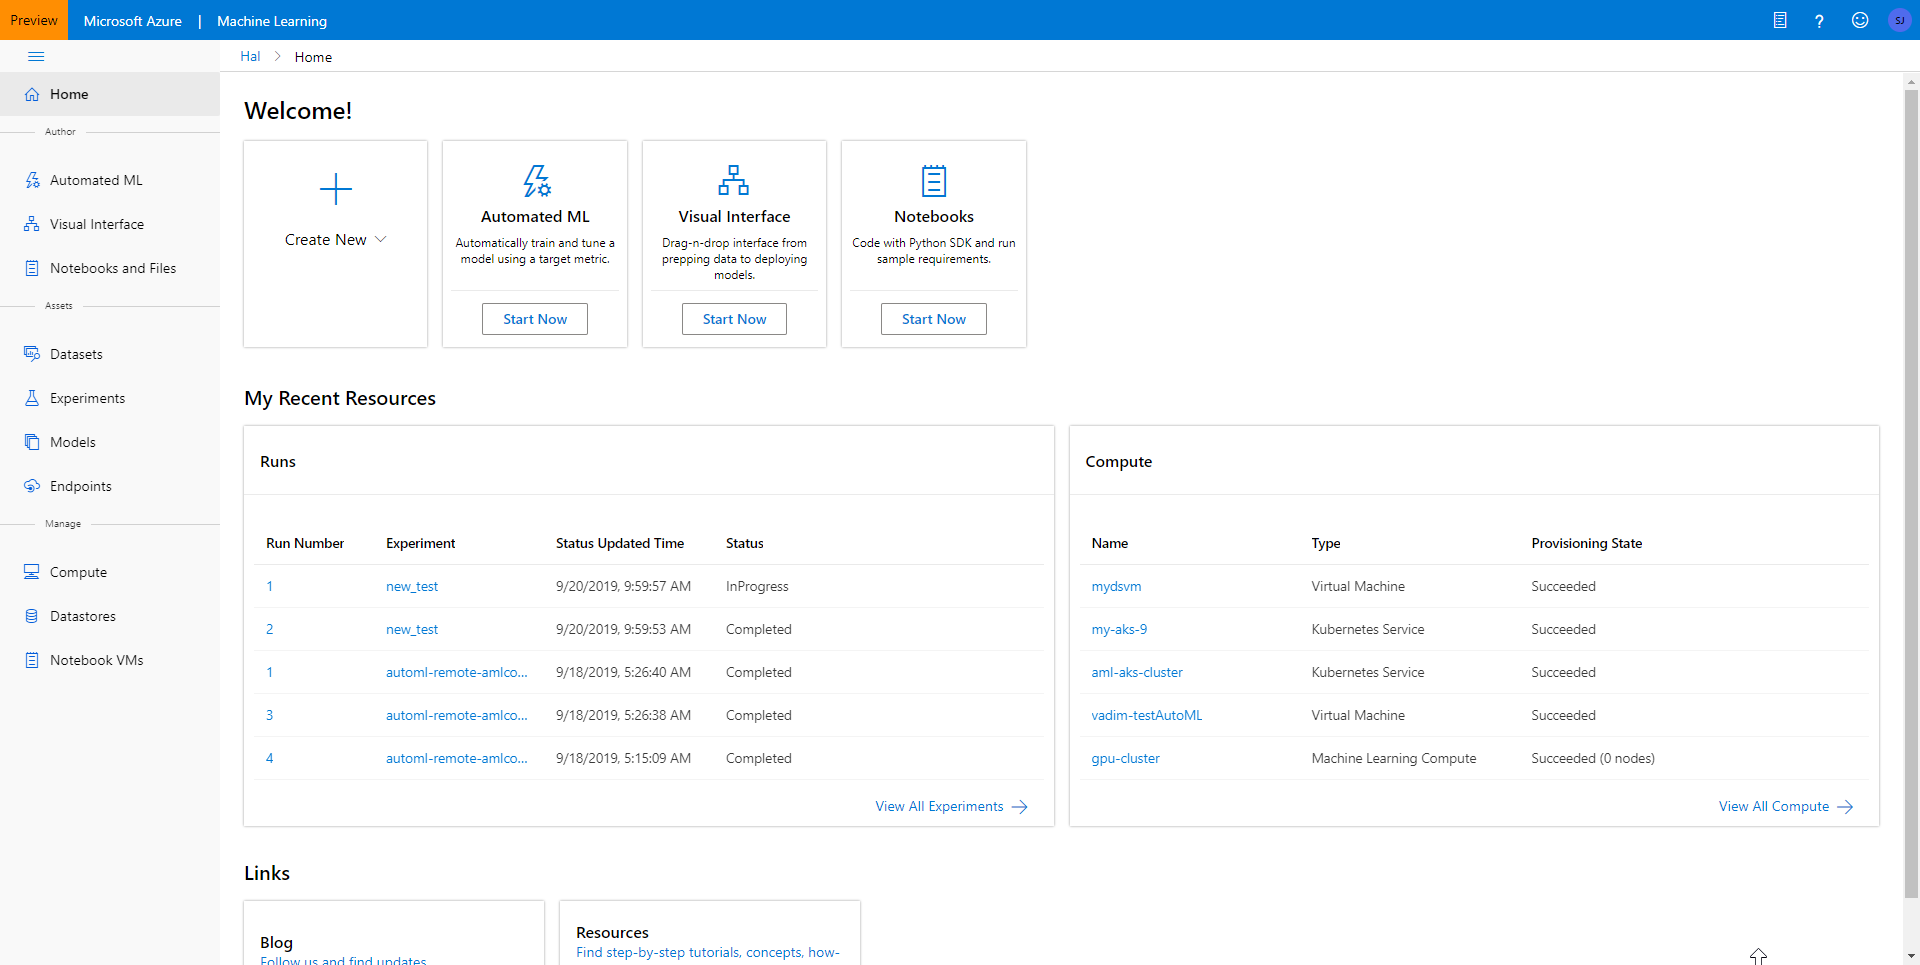 Preview
Microsoft Azure | Machine Learning
SJ
Hal > Home
Home
Author
Automated ML
Visual Interface
Notebooks and Files
Assets
Datasets
Experiments
Models
Endpoints
Manage
Compute
Datastores
Notebook VMs
Welcome!
Create New
Automated ML
Automatically train and tune a
model using a target metric.
Start Now
Visual Interface
Drag-n-drop interface from
prepping data to deploying
models.
Start Now
Notebooks
Code with Python SDK and run
sample requirements.
Start Now
My Recent Resources
Runs
Run Number Experiment Status Updated Time Status
1 new_test 9/20/2019, 9:59:57 AM InProgress
2 new_test 9/20/2019, 9:59:53 AM Completed
1 automl-remote-amlco... 9/18/2019, 5:26:40 AM Completed
3 automl-remote-amlco... 9/18/2019, 5:26:38 AM Completed
4 automl-remote-amlco... 9/18/2019, 5:15:09 AM Completed
View All Experiments
Compute
Name Type Provisioning State
mydsvm Virtual Machine Succeeded
my-aks-9 Kubernetes Service Succeeded
aml-aks-cluster Kubernetes Service Succeeded
vadim-testAutoML Virtual Machine Succeeded
gpu-cluster Machine Learning Compute Succeeded (0 nodes)
View All Compute
Links
Blog
Follow us and find updates
Resources
Find step-by-step tutorials, concepts, how-